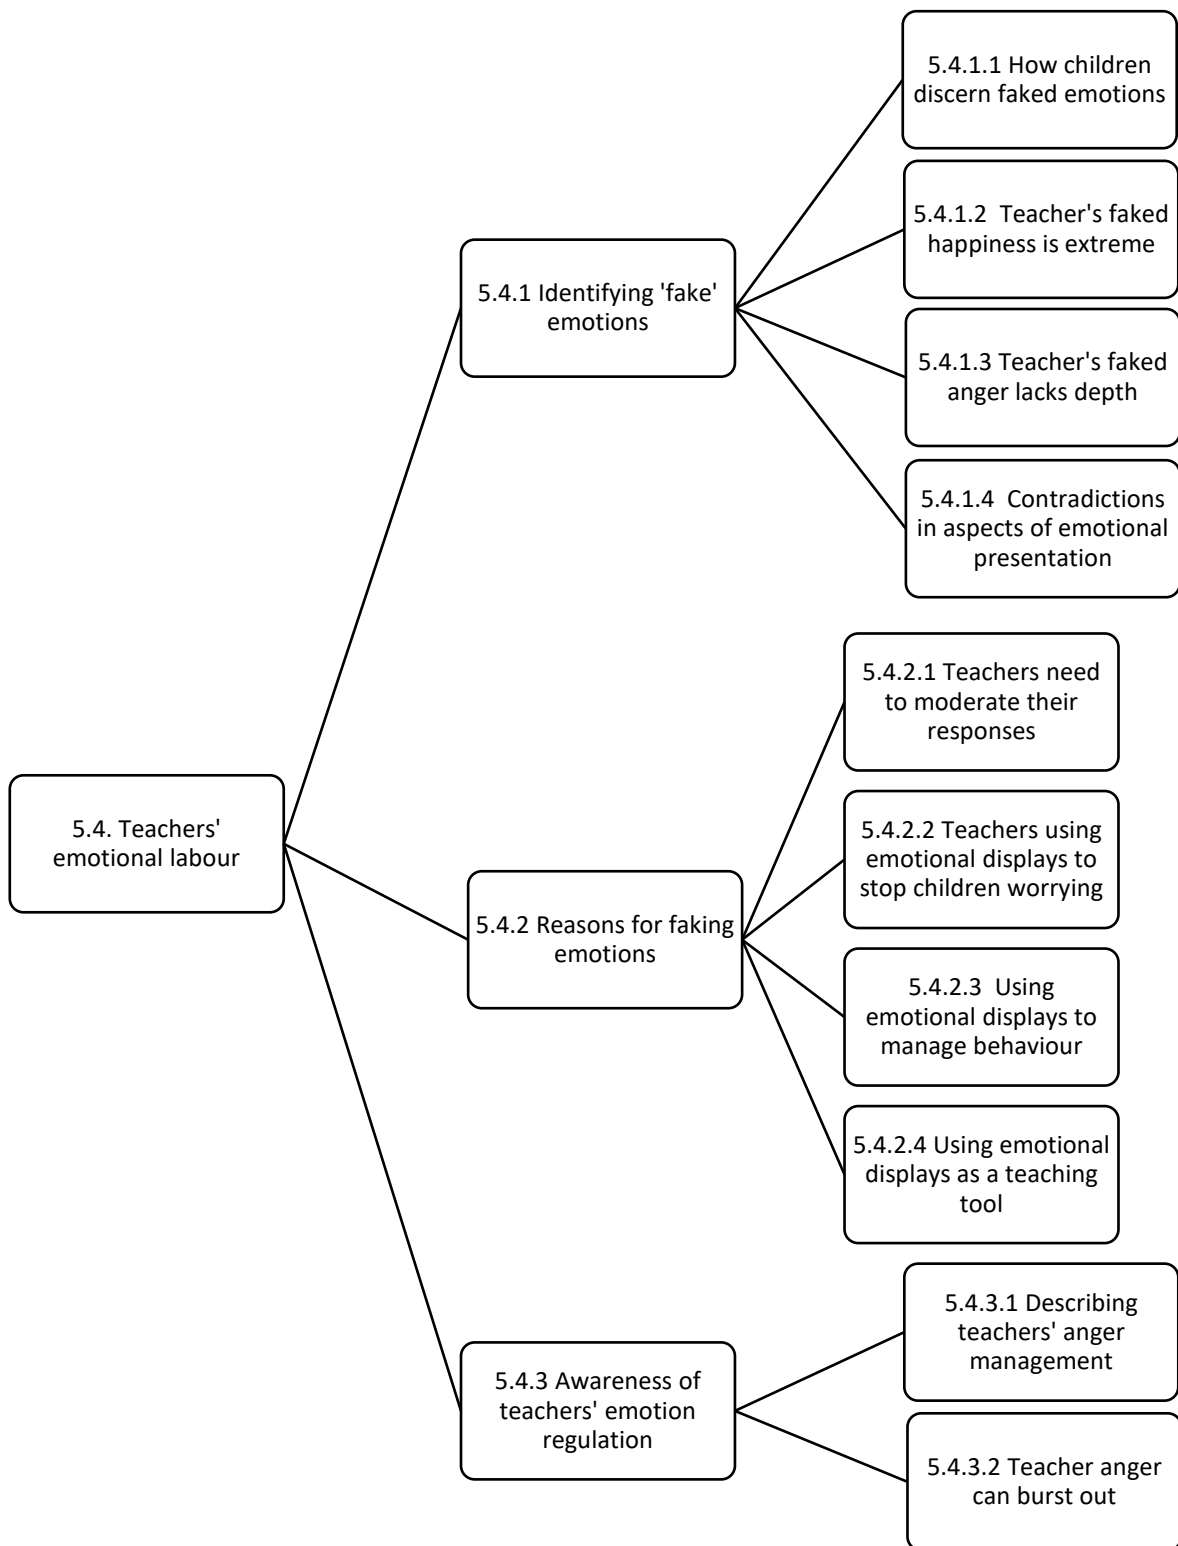 5.4. Teachers'
emotional labour
5.4.1 Identifying 'fake'
emotions
5.4.1.1 How children
discern faked emotions
5.4.1.2  Teacher's faked
happiness is extreme
5.4.1.3 Teacher's faked
anger lacks depth
5.4.1.4  Contradictions
in aspects of emotional
presentation
5.4.2 Reasons for faking
emotions
5.4.2.1 Teachers need
to moderate their
responses
5.4.2.2 Teachers using
emotional displays to
stop children worrying
5.4.2.3  Using
emotional displays to
manage behaviour
5.4.2.4 Using emotional
displays as a teaching
tool
5.4.3 Awareness of
teachers' emotion
regulation
5.4.3.1 Describing
teachers' anger
management
5.4.3.2 Teacher anger
can burst out